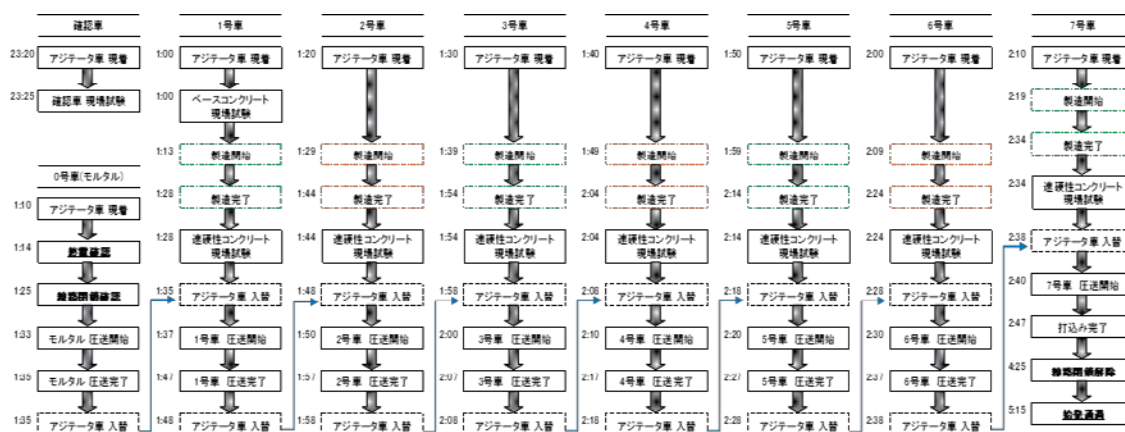 確認車
23:20 アジテータ車 現着
23:25 確認車 現場試験
0号車(モルタル)
1:10 アジテータ車 現着
1:14
1:25 線路閉鎖確認
1:33 モルタル 圧送開始
1:35 モルタル 圧送完了
1:35 アジテータ車 入替
1号車
1:00 アジテータ車 現着
1:00 ベースコンクリート
現場試験
1:13 製造開始
1:28 製造完了
1:28 速硬性コンクリート
現場試験
1:35 アジテータ車 入替
1:37 1号車 圧送開始
1:47 1号車 圧送完了
1:48 アジテータ車 入替
2号車
1:20 アジテータ車 現着
1:29 製造開始
1:44 製造完了
1:44 速硬性コンクリート
現場試験
1:48 アジテータ車 入替
1:50 2号車 圧送開始
1:57 2号車 圧送完了
1:58 アジテータ車 入替
3号車
1:30 アジテータ車 現着
1:39 製造開始
1:54 製造完了
1:54 速硬性コンクリート
現場試験
1:58 アジテータ車 入替
2:00 3号車 圧送開始
2:07 3号車 圧送完了
2:08 アジテータ車 入替
4号車
1:40 アジテータ車 現着
1:49 製造開始
2:04 製造完了
2:04 速硬性コンクリート
現場試験
2:08 アジテータ車 入替
2:10 4号車 圧送開始
2:17 4号車 圧送完了
2:18 アジテータ車 入替
5号車
1:50 アジテータ車 現着
1:59 製造開始
2:14 製造完了
2:14 速硬性コンクリート
現場試験
2:18 アジテータ車 入替
2:20 5号車 圧送開始
2:27 5号車 圧送完了
2:28 アジテータ車 入替
6号車
2:00 アジテータ車 現着
2:09 製造開始
2:24 製造完了
2:24 速硬性コンクリート
現場試験
2:28 アジテータ車 入替
2:30 6号車 圧送開始
2:37 6号車 圧送完了
2:38 アジテータ車 入替
7号車
2:10 アジテータ車 現着
2:19 製造開始
2:34 製造完了
2:34 速硬性コンクリート
現場試験
2:38 アジテータ車 入替
2:40 7号車 圧送開始
2:47 打込み完了
4:25 線路閉鎖解除
5:15